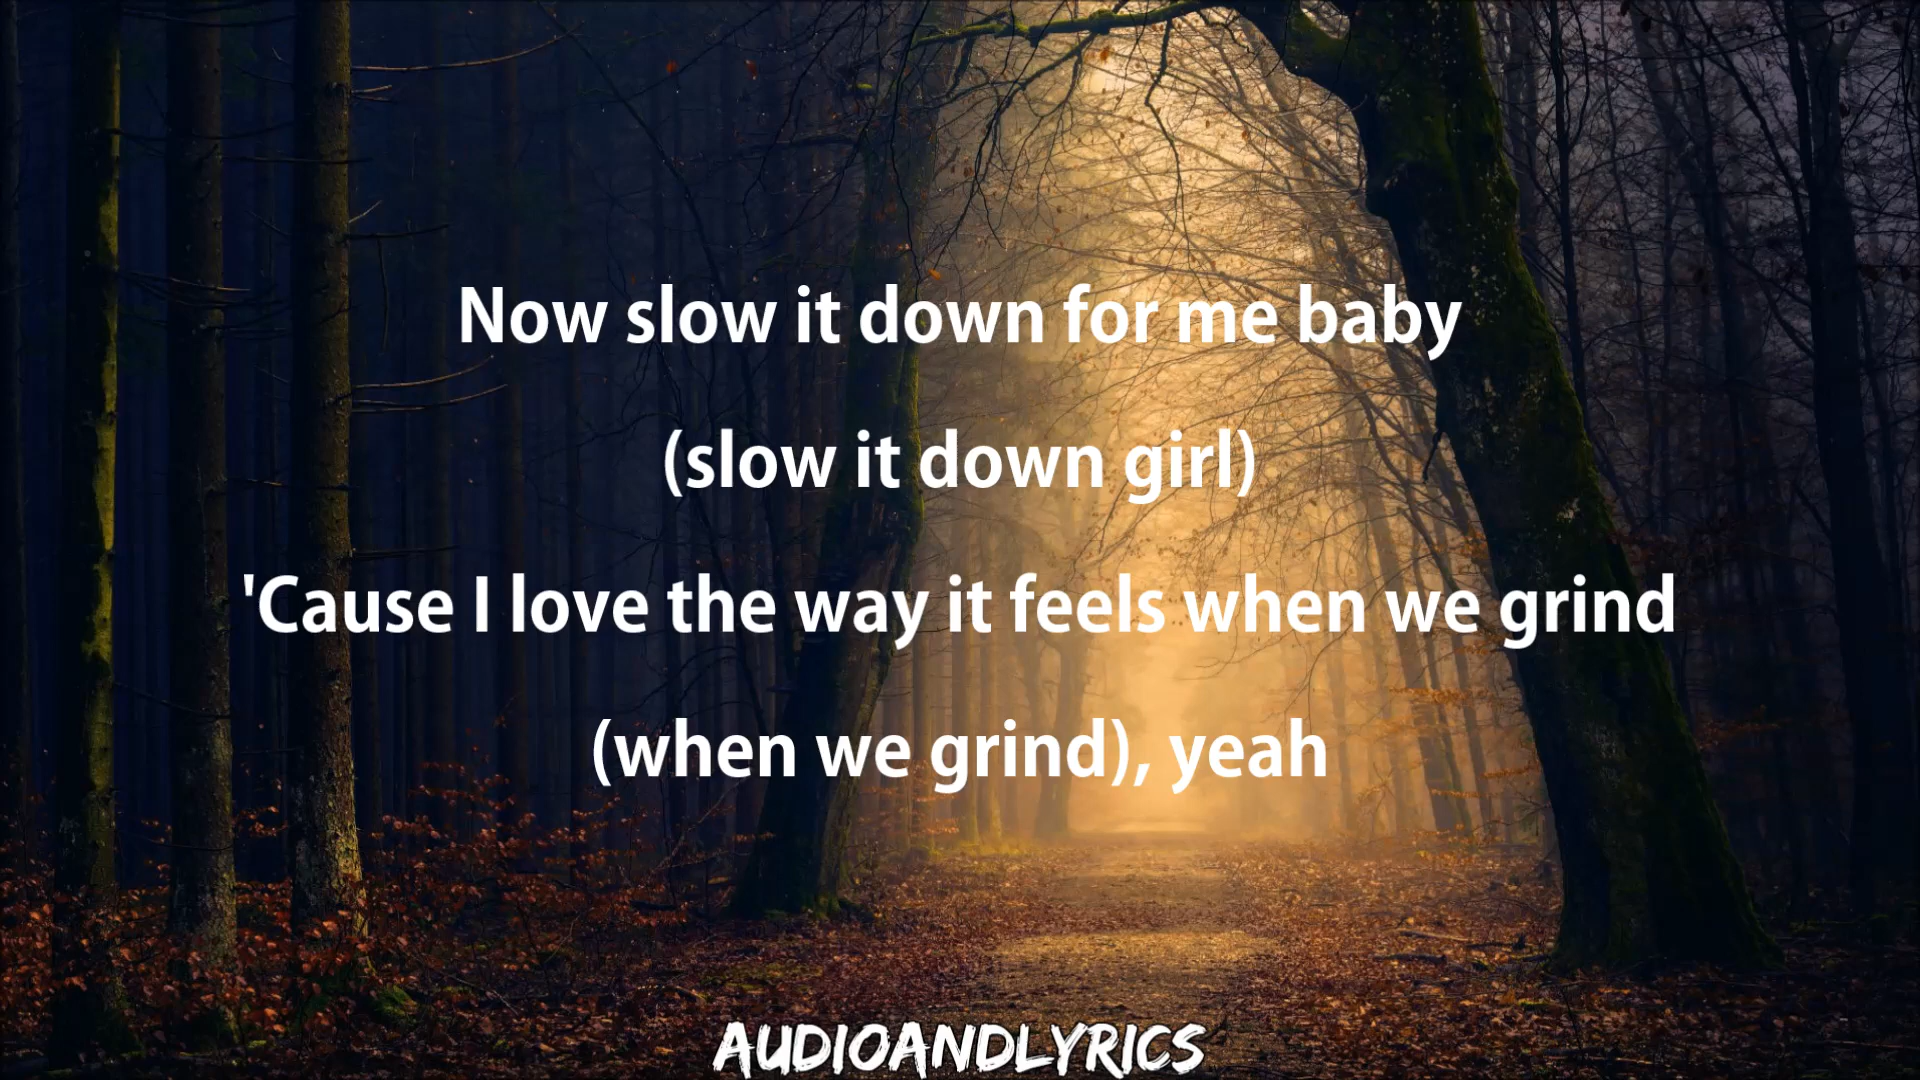 Now slow it down for me baby
(slow it down girl)
'Cause I love the way it feels when we grind
(when we grind), yeah
AUDIOANDLYRICS